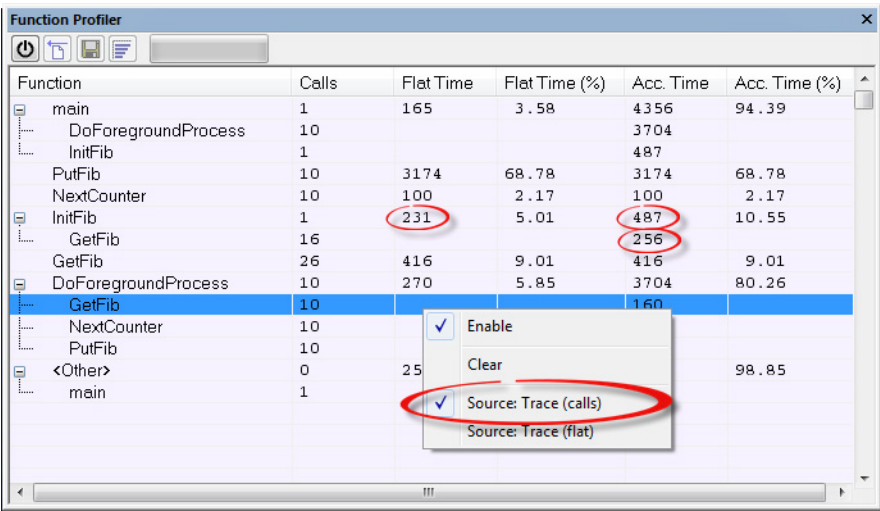 Function Profiler
Function Calls Flat Time Flat Time (%) Acc. Time Acc. Time (%)
main 1 165 3.58 4356 94.39
DoForegroundProcess 10 3704
InitFib 1 487
PutFib 10 3174 68.78 3174 68.78
NextCounter 10 100 2.17 100 2.17
InitFib 1 231 5.01 487 10.55
GetFib 16 256
GetFib 26 416 9.01 416 9.01
DoForegroundProcess 10 270 5.85 3704 80.26
GetFib 10 160
NextCounter 10
PutFib 10
<Other> 0 25 98.85
main 1
Enable
Clear
Source: Trace (calls)
Source: Trace (flat)